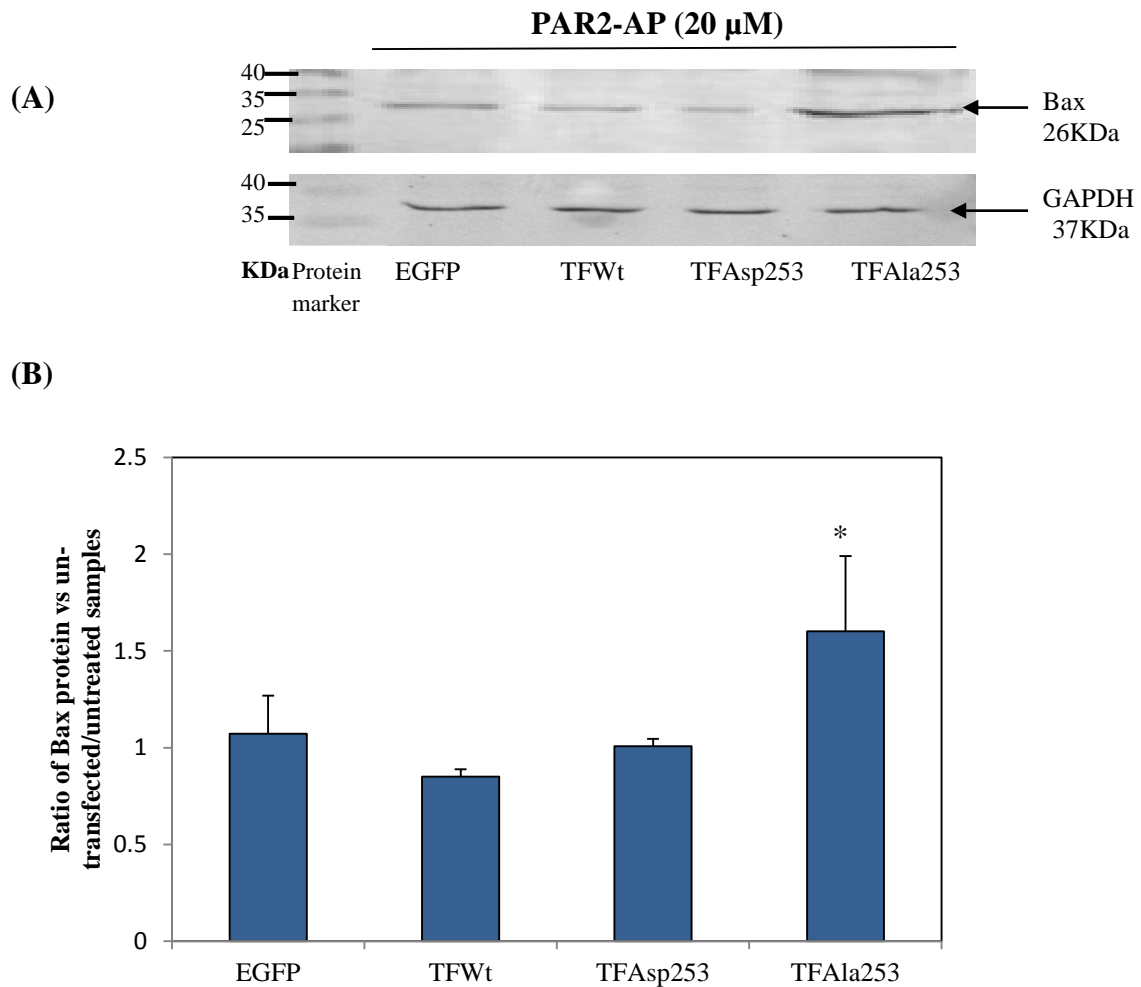 PAR2-AP (20 µM)
(A)
40
35
25
Bax
26KDa
40
35
GAPDH
37KDa
KDa Protein
marker
EGFP
TFWt
TFAsp253
TFAla253
(B)
Ratio of Bax protein vs un-
transfected/untreated samples
2.5
2
1.5
1
0.5
0
*
EGFP
TFWt
TFAsp253
TFAla253